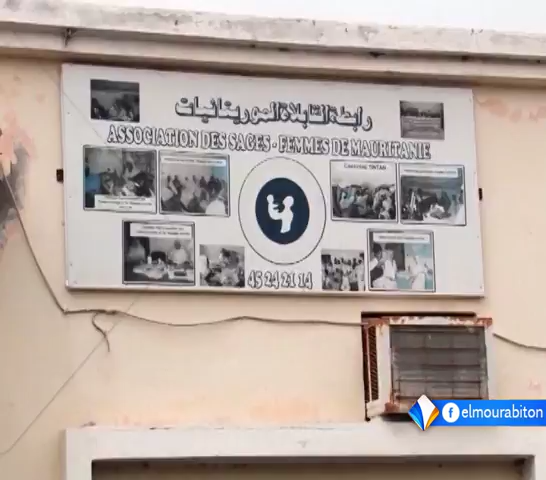 رابطة القابلات الموريتانيات
ASSOCIATION DES SAGES - FEMMES DE MAURITANIE
45 24 21 14
elmourabiton